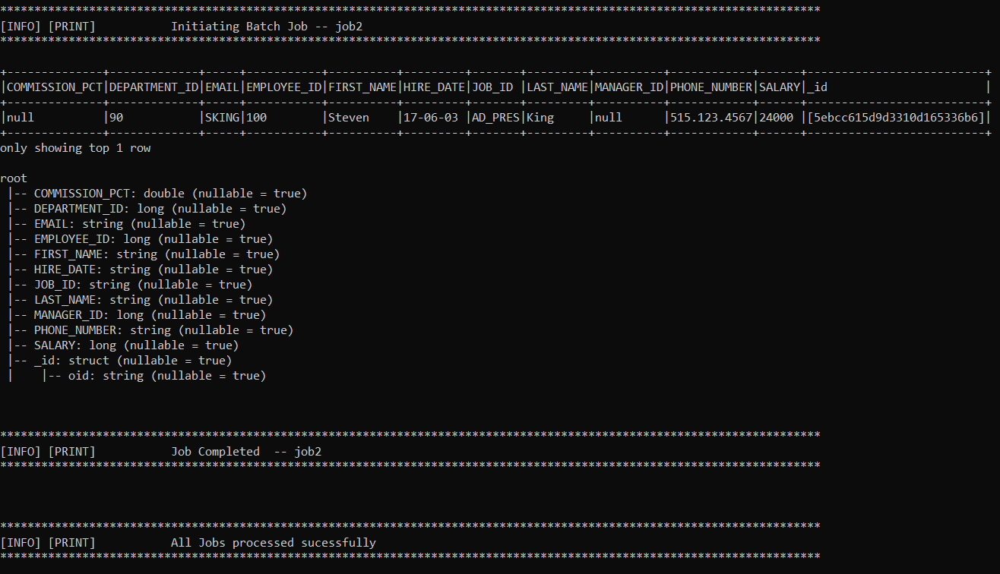 ************************************************************************************************************************
[INFO] [PRINT]           Initiating Batch Job -- job2
************************************************************************************************************************
+--------------+-------------+-----+-----------+----------+---------+-------+---------+----------+------------+------+--------------------------+
|COMMISSION_PCT|DEPARTMENT_ID|EMAIL|EMPLOYEE_ID|FIRST_NAME|HIRE_DATE|JOB_ID |LAST_NAME|MANAGER_ID|PHONE_NUMBER|SALARY|_id                       |
+--------------+-------------+-----+-----------+----------+---------+-------+---------+----------+------------+------+--------------------------+
|null          |90           |SKING|100        |Steven    |17-06-03 |AD_PRES|King     |null      |515.123.4567|24000 |[5ebcc615d9d3310d165336b6]|
+--------------+-------------+-----+-----------+----------+---------+-------+---------+----------+------------+------+--------------------------+
only showing top 1 row
root
 |-- COMMISSION_PCT: double (nullable = true)
 |-- DEPARTMENT_ID: long (nullable = true)
 |-- EMAIL: string (nullable = true)
 |-- EMPLOYEE_ID: long (nullable = true)
 |-- FIRST_NAME: string (nullable = true)
 |-- HIRE_DATE: string (nullable = true)
 |-- JOB_ID: string (nullable = true)
 |-- LAST_NAME: string (nullable = true)
 |-- MANAGER_ID: long (nullable = true)
 |-- PHONE_NUMBER: string (nullable = true)
 |-- SALARY: long (nullable = true)
 |-- _id: struct (nullable = true)
 |    |-- oid: string (nullable = true)
************************************************************************************************************************
[INFO] [PRINT]           Job Completed  -- job2
************************************************************************************************************************
************************************************************************************************************************
[INFO] [PRINT]           All Jobs processed sucessfully
************************************************************************************************************************